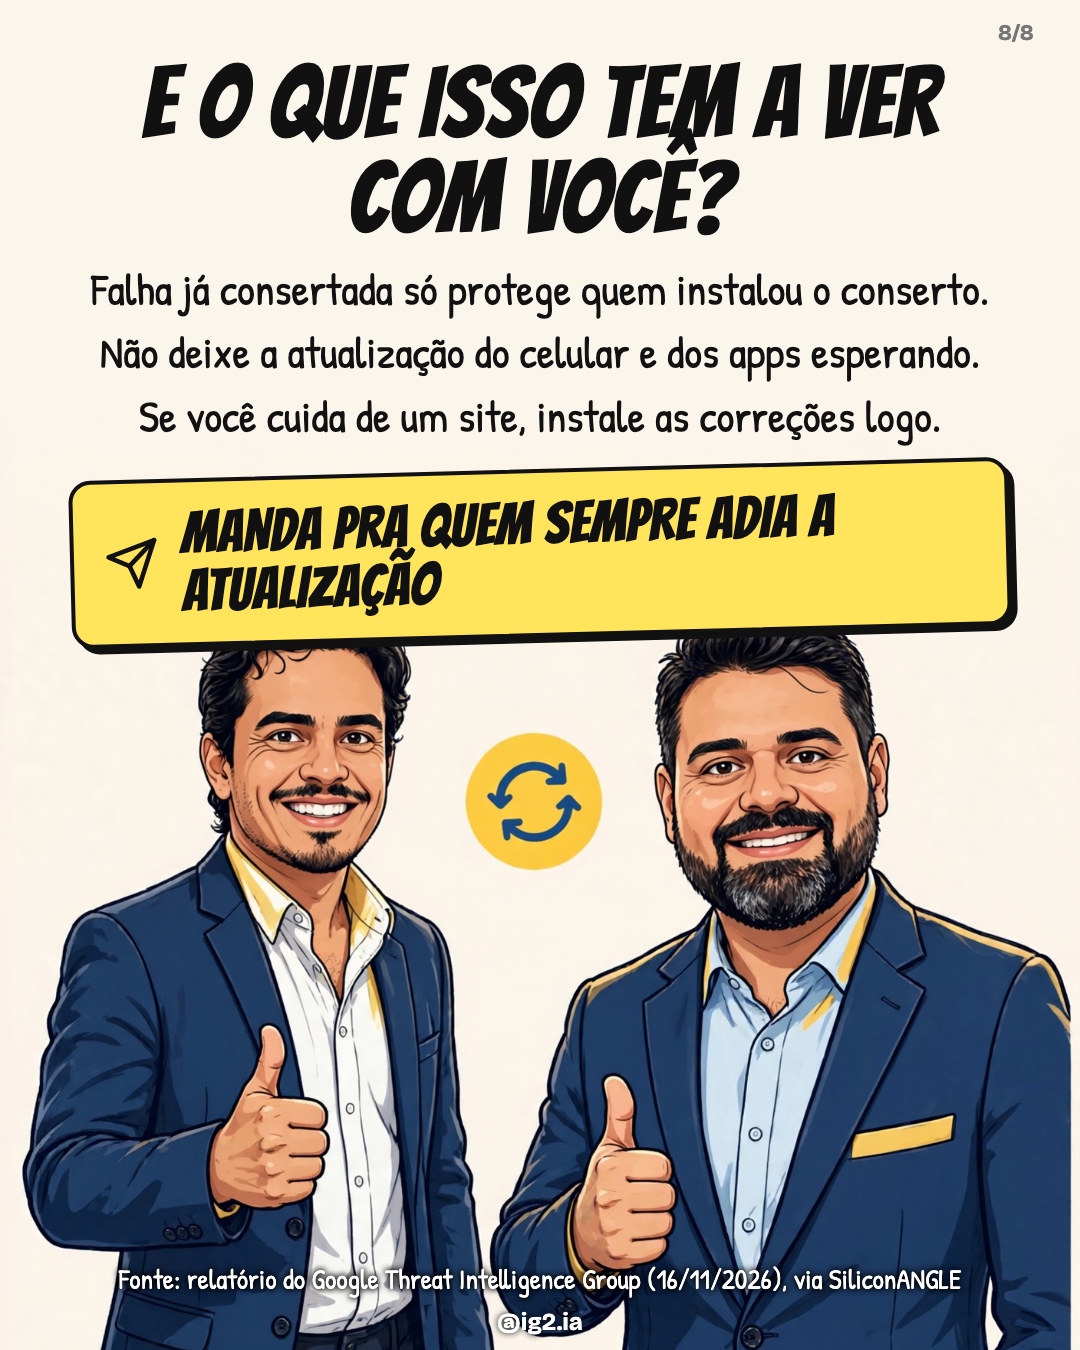 8/8
E O QUE ISSO TEM A VER
COM VOCÊ?
Falha já consertada só protege quem instalou o conserto.
Não deixe a atualização do celular e dos apps esperando.
Se você cuida de um site, instale as correções logo.
MANDA PRA QUEM SEMPRE ADIA A
ATUALIZAÇÃO
Fonte: relatório do Google Threat Intelligence Group (16/11/2026), via SiliconANGLE
@ig2.ia